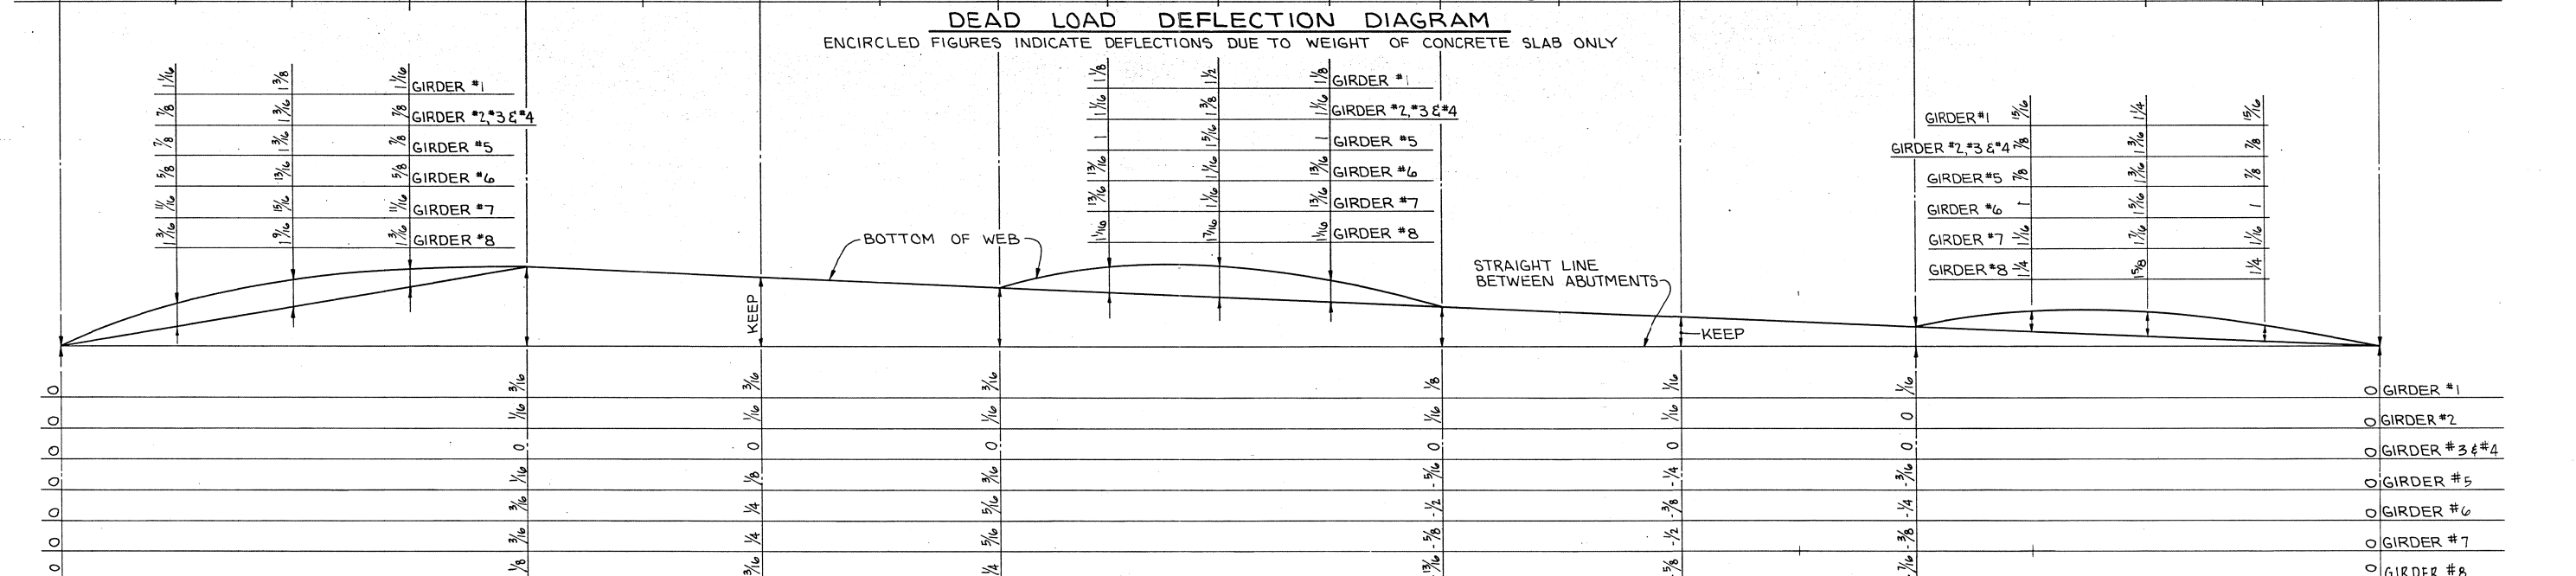 DEAD LOAD DEFLECTION DIAGRAM
ENCIRCLED FIGURES INDICATE DEFLECTIONS DUE TO WEIGHT OF CONCRETE SLAB ONLY
1 1/16 1 3/8 1 1/16 GIRDER #1
7/8 1 3/16 7/8 GIRDER #2,#3 & #4
7/8 1 3/16 7/8 GIRDER #5
5/8 13/16 5/8 GIRDER #6
11/16 15/16 11/16 GIRDER #7
1 3/16 1 9/16 1 3/16 GIRDER #8
1 1/8 1 1/2 1 1/8 GIRDER #1
1 1/16 1 3/8 1 1/16 GIRDER #2,#3 & #4
1 1 5/16 1 GIRDER #5
13/16 1 1/16 13/16 GIRDER #6
13/16 1 1/16 13/16 GIRDER #7
1 1/16 1 7/16 1 1/16 GIRDER #8
GIRDER #1 15/16 1 1/4 15/16
GIRDER #2,#3 & #4 7/8 1 3/16 7/8
GIRDER #5 7/8 1 3/16 7/8
GIRDER #6 1 1 5/16 1
GIRDER #7 1 1/16 1 7/16 1 1/16
GIRDER #8 1 1/4 1 5/8 1 1/4
BOTTOM OF WEB
STRAIGHT LINE
BETWEEN ABUTMENTS
KEEP
KEEP
0 3/16 3/16 3/16 1/8 1/16 1/16 0 GIRDER #1
0 1/16 1/16 1/16 1/16 1/16 0 0 GIRDER #2
0 0 0 0 0 0 0 0 GIRDER #3 & #4
0 1/16 1/8 3/16 -5/16 -1/4 -3/16 0 GIRDER #5
0 3/16 1/4 5/16 -1/2 -3/8 -1/4 0 GIRDER #6
0 3/16 1/4 5/16 -5/8 -1/2 -3/8 0 GIRDER #7
0 1/8 3/16 1/4 -13/16 -5/8 -7/16 0 GIRDER #8